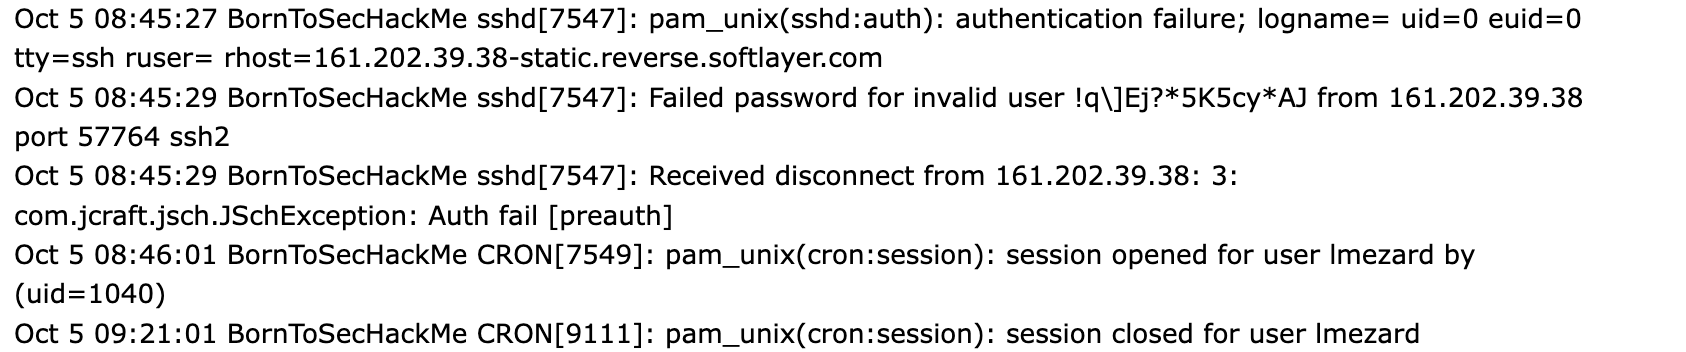 Oct 5 08:45:27 BornToSecHackMe sshd[7547]: pam_unix(sshd:auth): authentication failure; logname= uid=0 euid=0
tty=ssh ruser= rhost=161.202.39.38-static.reverse.softlayer.com
Oct 5 08:45:29 BornToSecHackMe sshd[7547]: Failed password for invalid user !q\]Ej?*5K5cy*AJ from 161.202.39.38
port 57764 ssh2
Oct 5 08:45:29 BornToSecHackMe sshd[7547]: Received disconnect from 161.202.39.38: 3:
com.jcraft.jsch.JSchException: Auth fail [preauth]
Oct 5 08:46:01 BornToSecHackMe CRON[7549]: pam_unix(cron:session): session opened for user lmezard by
(uid=1040)
Oct 5 09:21:01 BornToSecHackMe CRON[9111]: pam_unix(cron:session): session closed for user lmezard